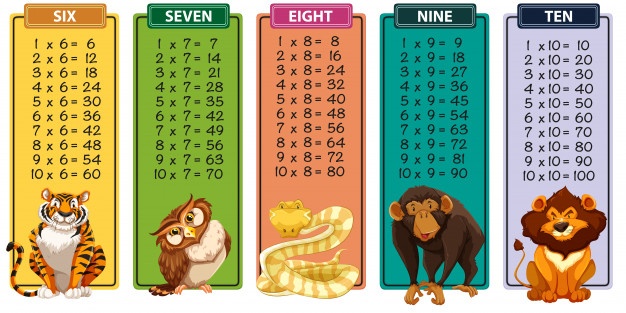 SIX
1 x 6 = 6
2 x 6 = 12
3 x 6 = 18
4 x 6 = 24
5 x 6 = 30
6 x 6 = 36
7 x 6 = 42
8 x 6 = 48
9 x 6 = 54
10 x 6 = 60
SEVEN
1 x 7 = 7
2 x 7 = 14
3 x 7 = 21
4 x 7 = 28
5 x 7 = 35
6 x 7 = 42
7 x 7 = 49
8 x 7 = 56
9 x 7 = 63
10 x 7 = 70
EIGHT
1 x 8 = 8
2 x 8 = 16
3 x 8 = 24
4 x 8 = 32
5 x 8 = 40
6 x 8 = 48
7 x 8 = 56
8 x 8 = 64
9 x 8 = 72
10 x 8 = 80
NINE
1 x 9 = 9
2 x 9 = 18
3 x 9 = 27
4 x 9 = 36
5 x 9 = 45
6 x 9 = 54
7 x 9 = 63
8 x 9 = 72
9 x 9 = 81
10 x 9 = 90
TEN
1 x 10 = 10
2 x 10 = 20
3 x 10 = 30
4 x 10 = 40
5 x 10 = 50
6 x 10 = 60
7 x 10 = 70
8 x 10 = 80
9 x 10 = 90
10 x 10 = 100